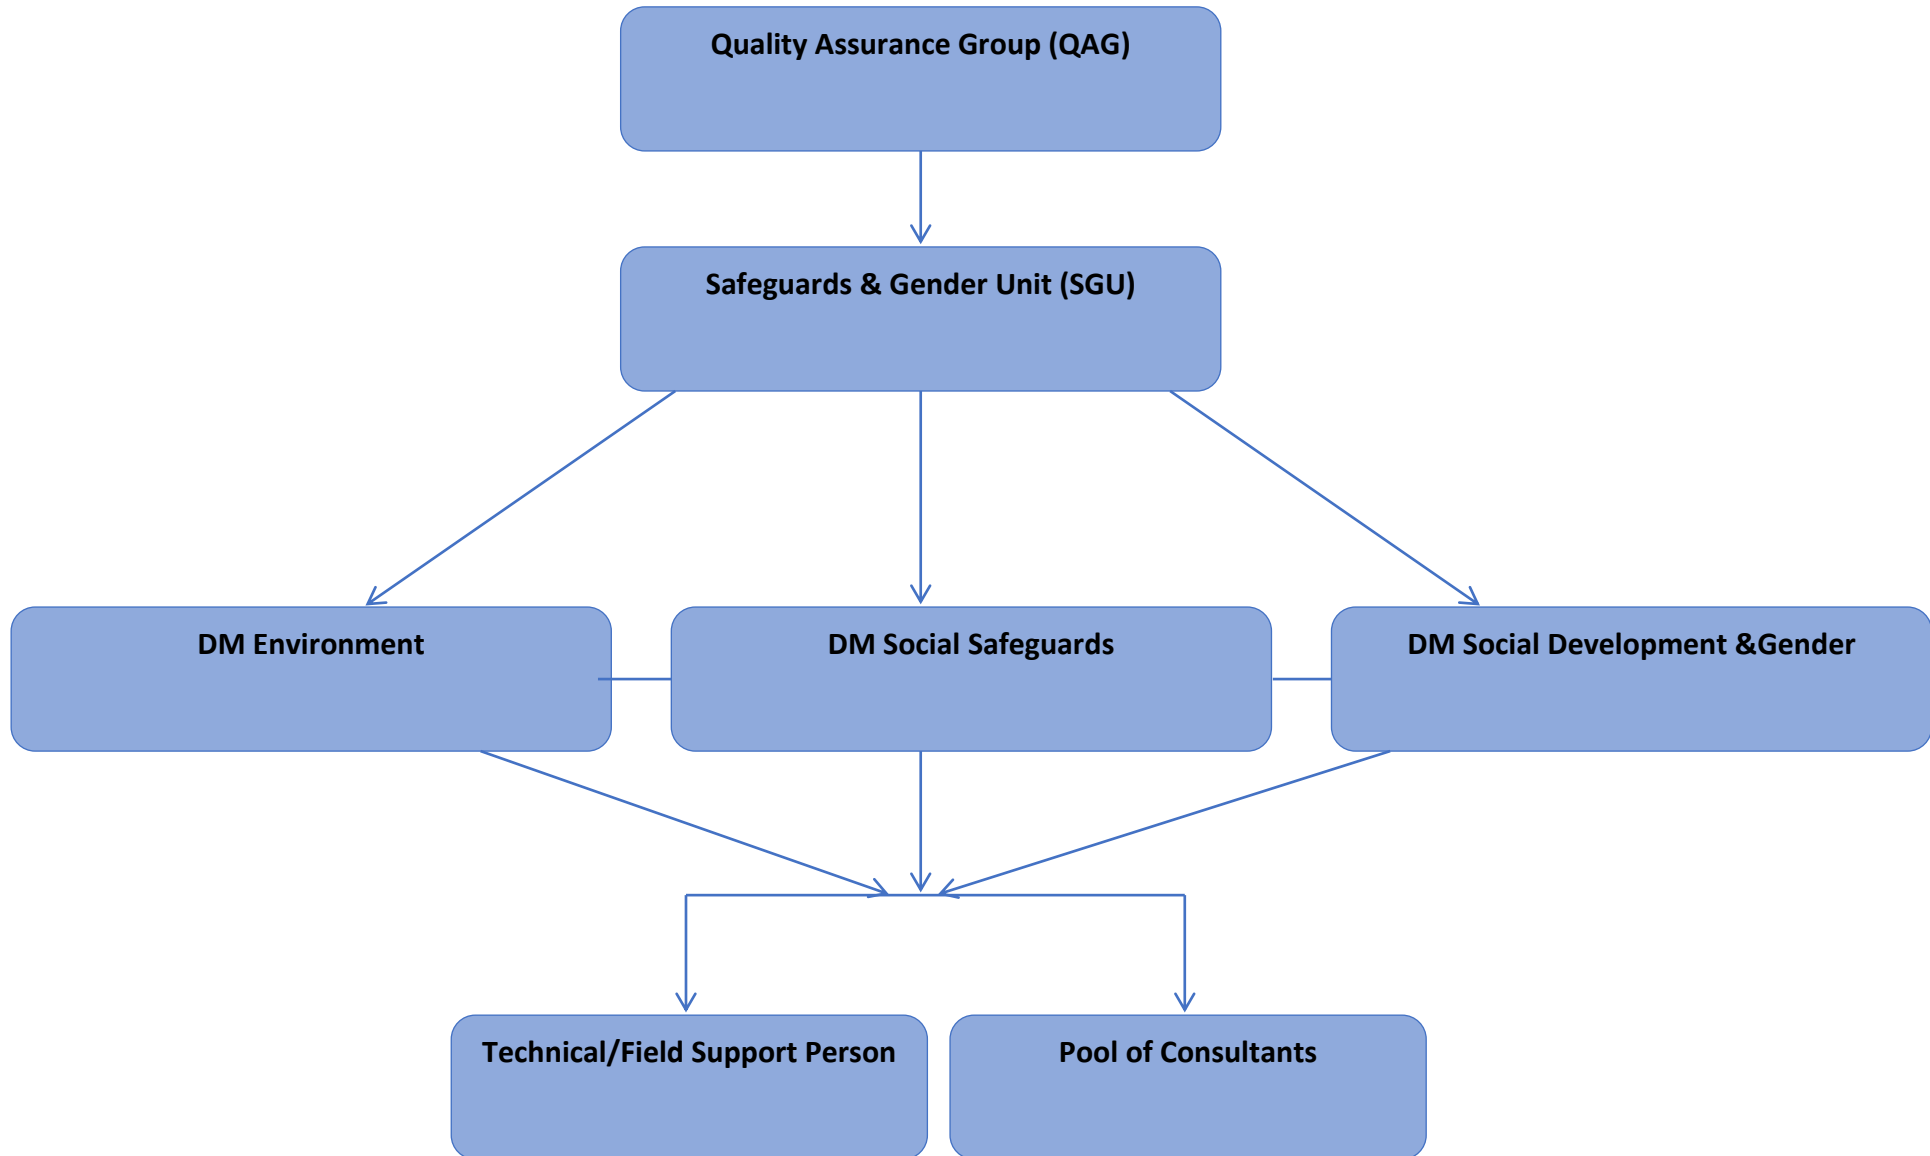 Quality Assurance Group (QAG)
Safeguards & Gender Unit (SGU)
DM Environment
DM Social Safeguards
DM Social Development &Gender
Technical/Field Support Person
Pool of Consultants